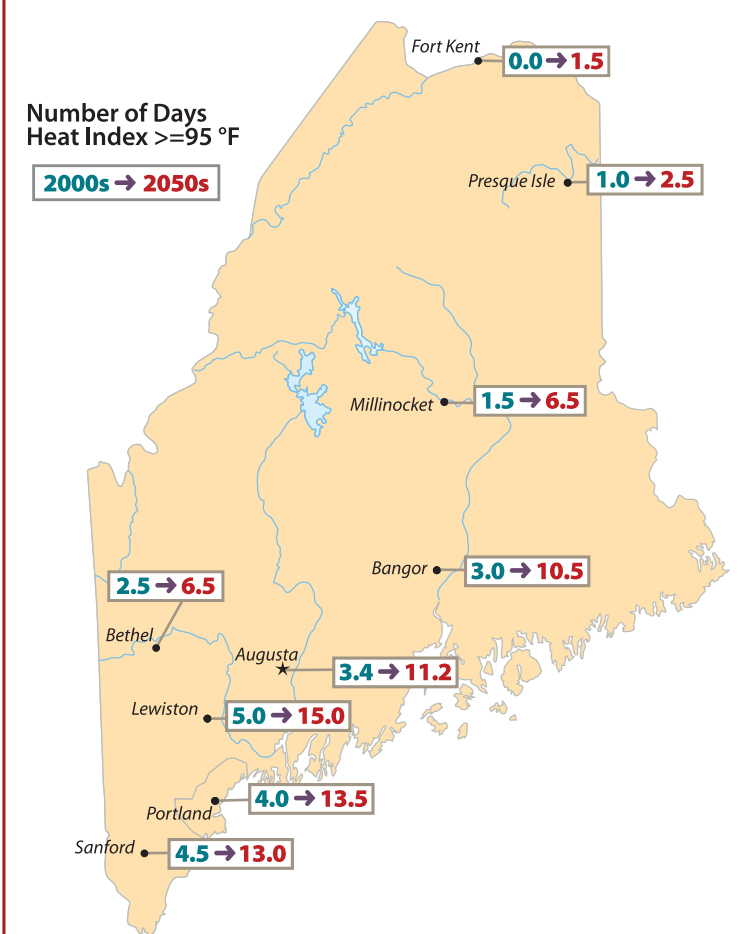 Fort Kent
0.0 → 1.5
Number of Days
Heat Index >=95 °F
2000s → 2050s
Presque Isle
1.0 → 2.5
Millinocket
1.5 → 6.5
Bangor
3.0 → 10.5
2.5 → 6.5
Bethel
Augusta
3.4 → 11.2
Lewiston
5.0 → 15.0
Portland
4.0 → 13.5
Sanford
4.5 → 13.0